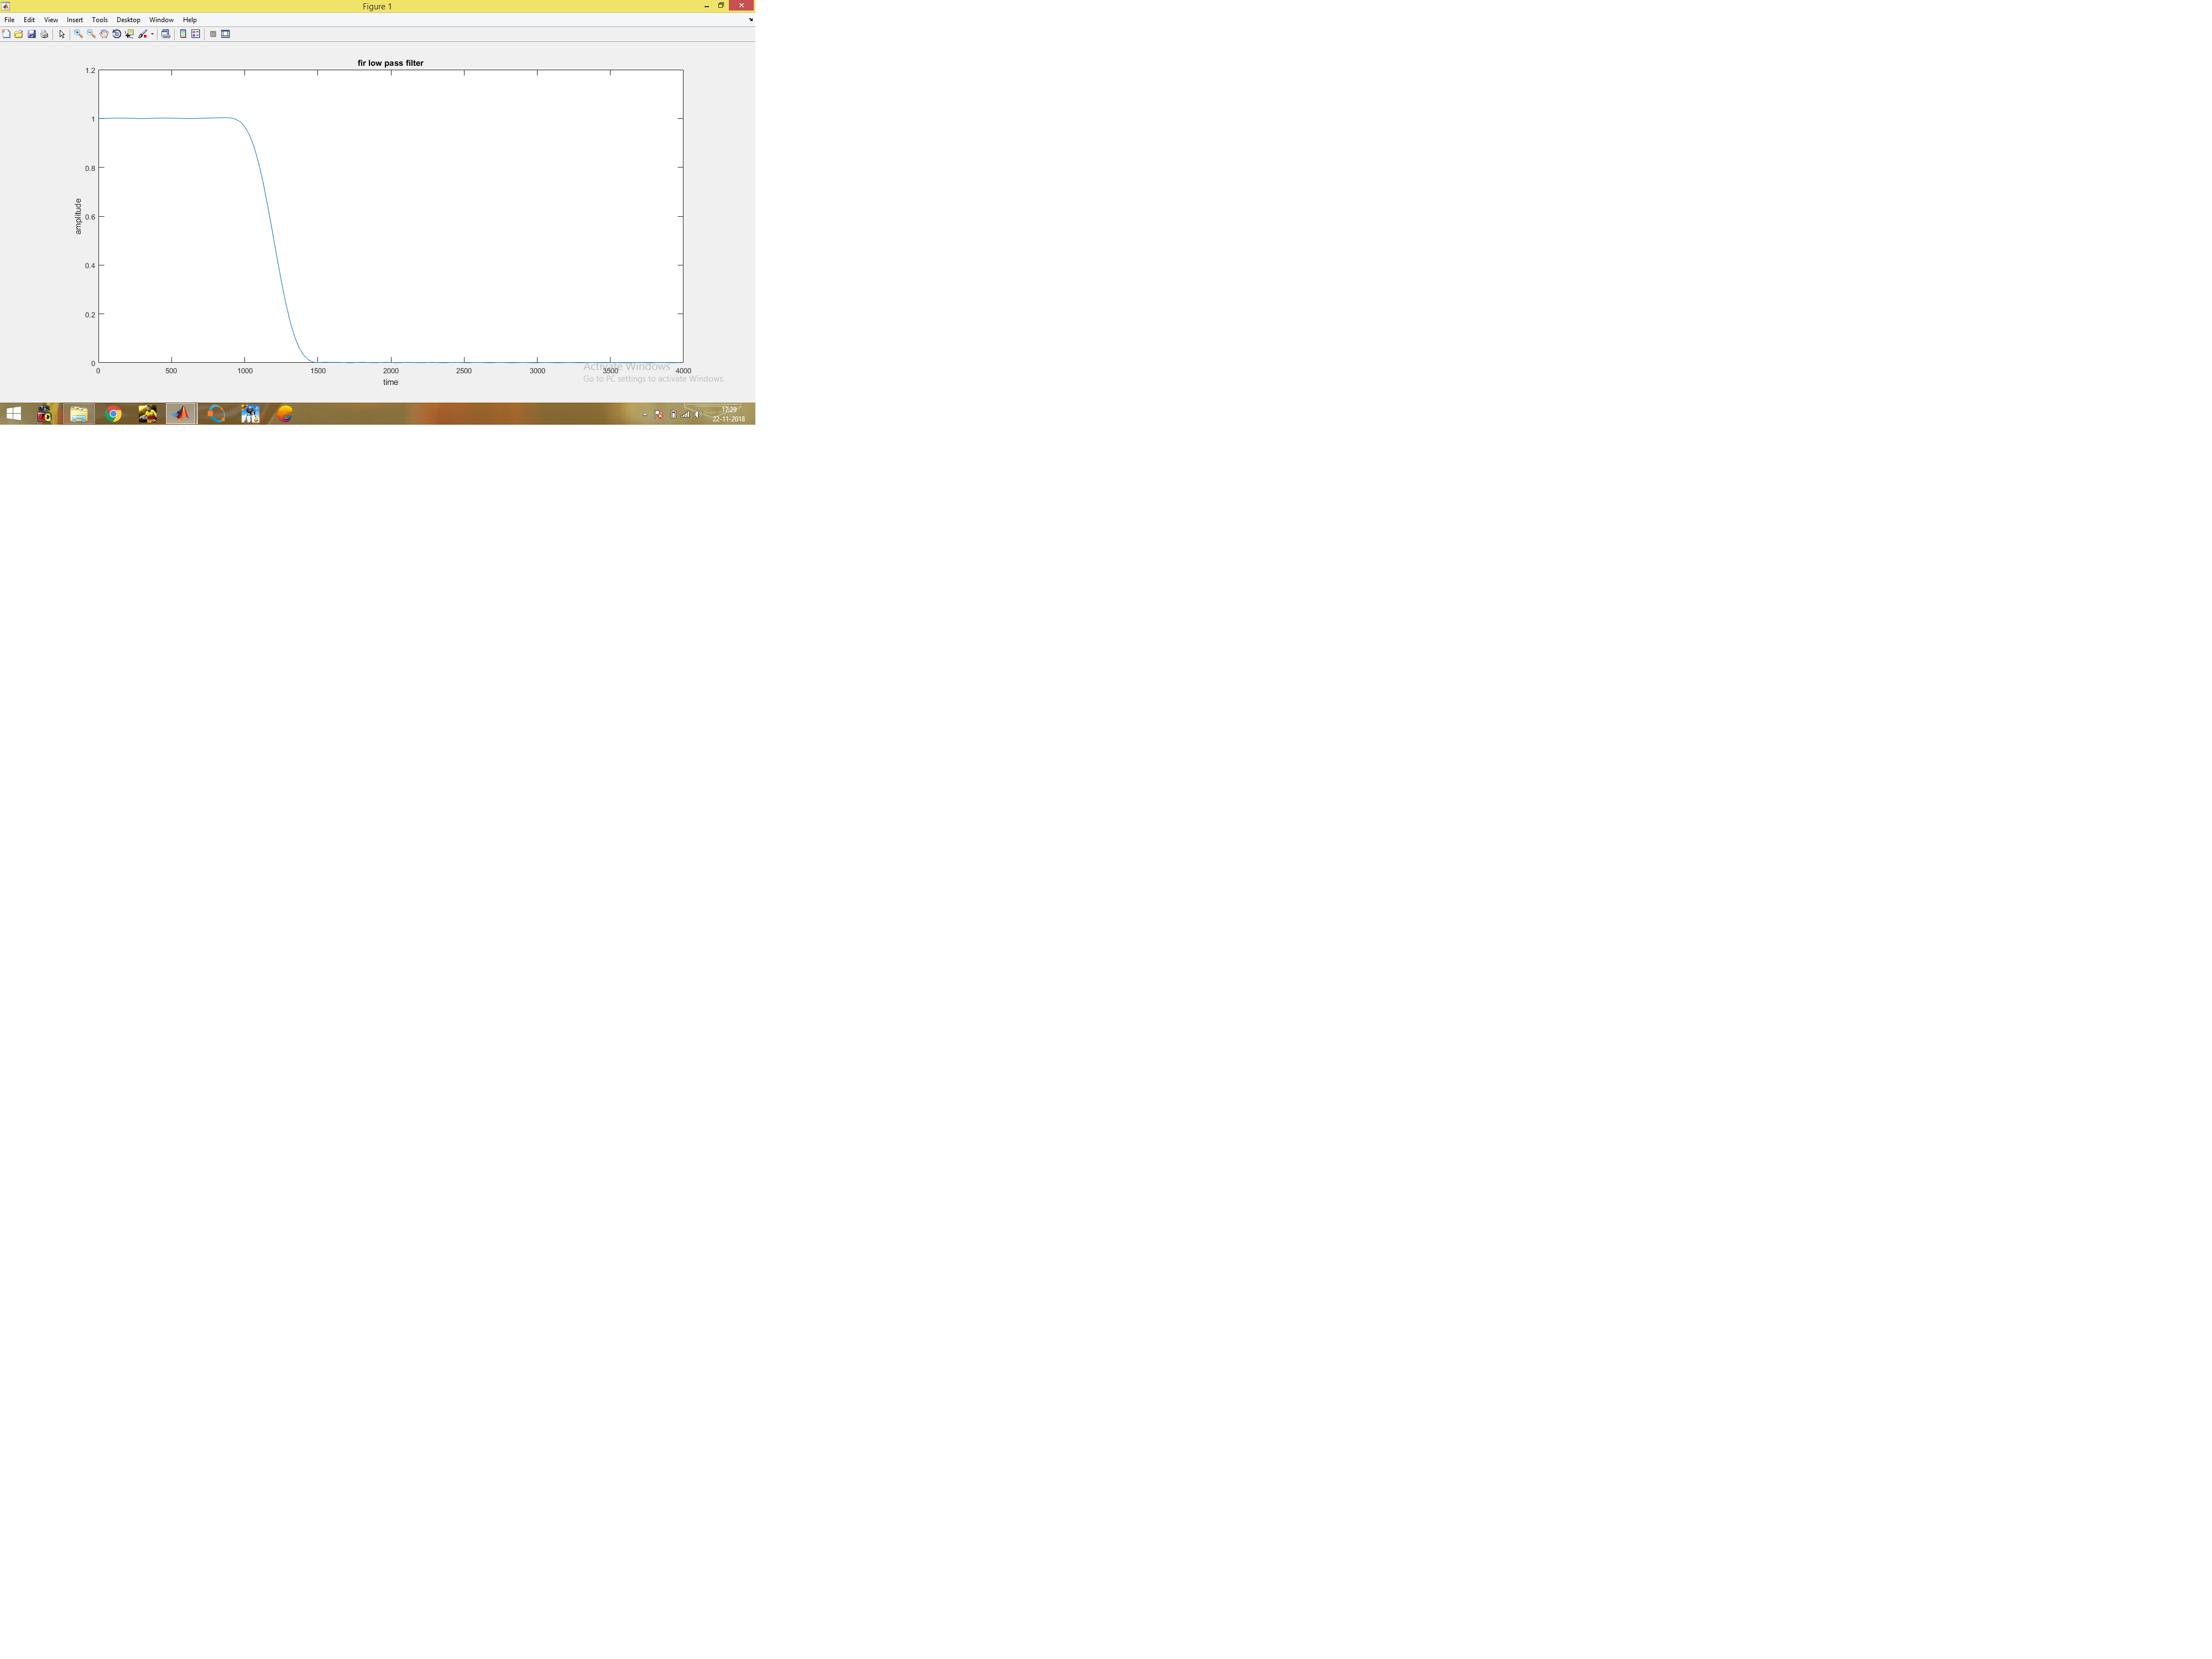 Figure 1
File Edit View Insert Tools Desktop Window Help
fir low pass filter
1.2
1
0.8
0.6
0.4
0.2
0
amplitude
0 500 1000 1500 2000 2500 3000 3500 4000
time
Activate Windows
Go to PC settings to activate Windows.
17:29
22-11-2018